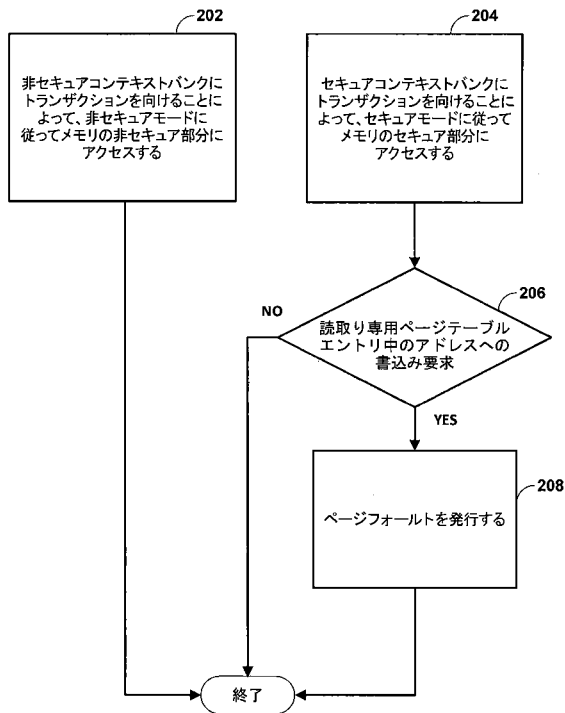 202
非セキュアコンテキストバンクに
トランザクションを向けることに
よって、非セキュアモードに
従ってメモリの非セキュア部分に
アクセスする
204
セキュアコンテキストバンクに
トランザクションを向けることに
よって、セキュアモードに従って
メモリのセキュア部分に
アクセスする
206
NO
読取り専用ページテーブル
エントリ中のアドレスへの
書込み要求
YES
208
ページフォールトを発行する
終了